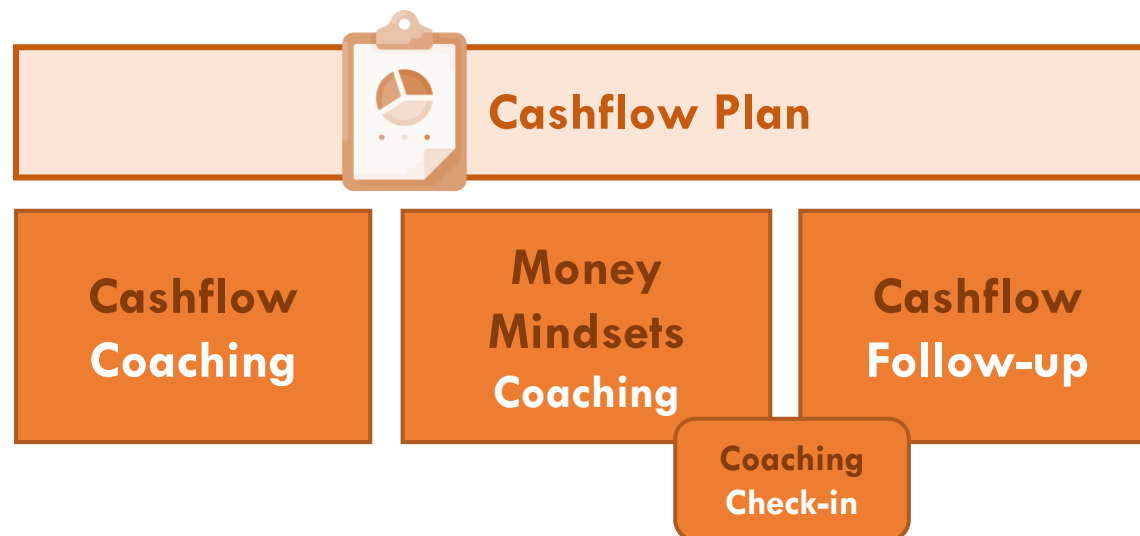 Cashflow Plan
Cashflow
Coaching
Money
Mindsets
Coaching
Cashflow
Follow-up
Coaching
Check-in